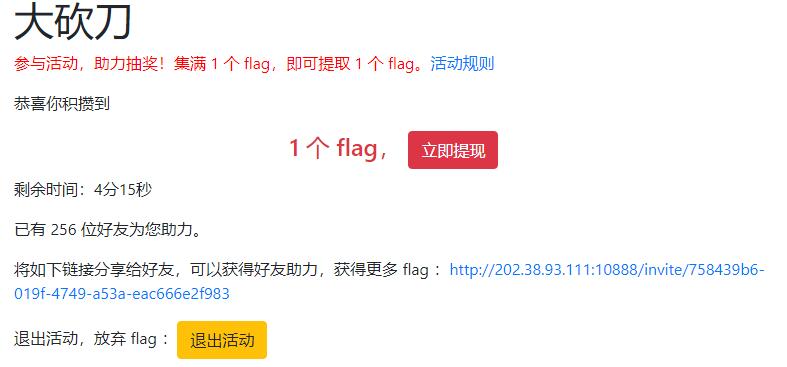 大砍刀
参与活动，助力抽奖！集满 1 个 flag，即可提取 1 个 flag。活动规则
恭喜你积攒到
1 个 flag， 立即提现
剩余时间：4分15秒
已有 256 位好友为您助力。
将如下链接分享给好友，可以获得好友助力，获得更多 flag ：http://202.38.93.111:10888/invite/758439b6-
019f-4749-a53a-eac666e2f983
退出活动，放弃 flag ：退出活动